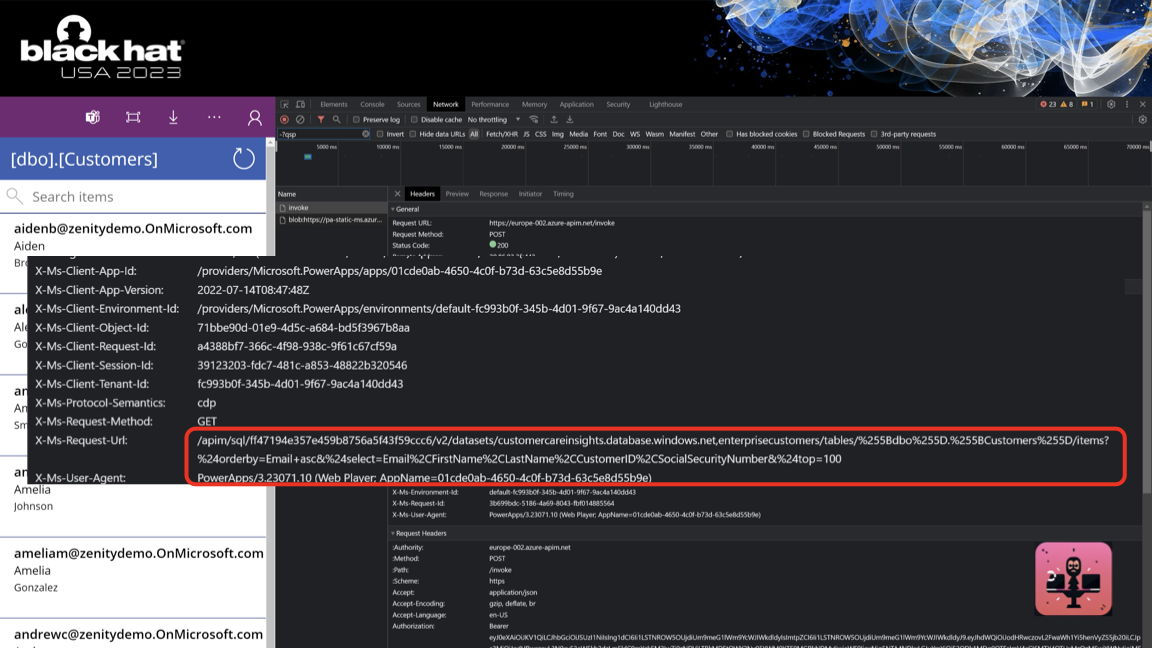 black hat
USA 2023
[dbo].[Customers]
Search items
aidenb@zenitydemo.OnMicrosoft.com
Aiden
Amelia
Johnson
ameliam@zenitydemo.OnMicrosoft.com
Amelia
Gonzalez
andrewc@zenitydemo.OnMicrosoft.com
Elements Console Sources Network Performance Memory Application Security Lighthouse
23 8 1
Preserve log Disable cache No throttling
-?qsp Invert Hide data URLs All Fetch/XHR JS CSS Img Media Font Doc WS Wasm Manifest Other Has blocked cookies Blocked Requests 3rd-party requests
5000 ms 10000 ms 15000 ms 20000 ms 25000 ms 30000 ms 35000 ms 40000 ms 45000 ms 50000 ms 55000 ms 60000 ms 65000 ms 70000 ms
Name
invoke
blob:https://pa-static-ms.azur...
Headers Preview Response Initiator Timing
General
Request URL: https://europe-002.azure-apim.net/invoke
Request Method: POST
Status Code: 200
X-Ms-Client-App-Id: /providers/Microsoft.PowerApps/apps/01cde0ab-4650-4c0f-b73d-63c5e8d55b9e
X-Ms-Client-App-Version: 2022-07-14T08:47:48Z
X-Ms-Client-Environment-Id: /providers/Microsoft.PowerApps/environments/default-fc993b0f-345b-4d01-9f67-9ac4a140dd43
X-Ms-Client-Object-Id: 71bbe90d-01e9-4d5c-a684-bd5f3967b8aa
X-Ms-Client-Request-Id: a4388bf7-366c-4f98-938c-9f61c67cf59a
X-Ms-Client-Session-Id: 39123203-fdc7-481c-a853-48822b320546
X-Ms-Client-Tenant-Id: fc993b0f-345b-4d01-9f67-9ac4a140dd43
X-Ms-Protocol-Semantics: cdp
X-Ms-Request-Method: GET
X-Ms-Request-Url: /apim/sql/ff47194e357e459b8756a5f43f59ccc6/v2/datasets/customercareinsights.database.windows.net,enterprisecustomers/tables/%255Bdbo%255D.%255BCustomers%255D/items?
%24orderby=Email+asc&%24select=Email%2CFirstName%2CLastName%2CCustomerID%2CSocialSecurityNumber&%24top=100
X-Ms-User-Agent: PowerApps/3.23071.10 (Web Player; AppName=01cde0ab-4650-4c0f-b73d-63c5e8d55b9e)
X-Ms-Environment-Id: default-fc993b0f-345b-4d01-9f67-9ac4a140dd43
X-Ms-Request-Id: 3b699bdc-5186-4a69-8043-fbf014885564
X-Ms-User-Agent: PowerApps/3.23071.10 (Web Player; AppName=01cde0ab-4650-4c0f-b73d-63c5e8d55b9e)
Request Headers
:Authority: europe-002.azure-apim.net
:Method: POST
:Path: /invoke
:Scheme: https
Accept: application/json
Accept-Encoding: gzip, deflate, br
Accept-Language: en-US
Authorization: Bearer